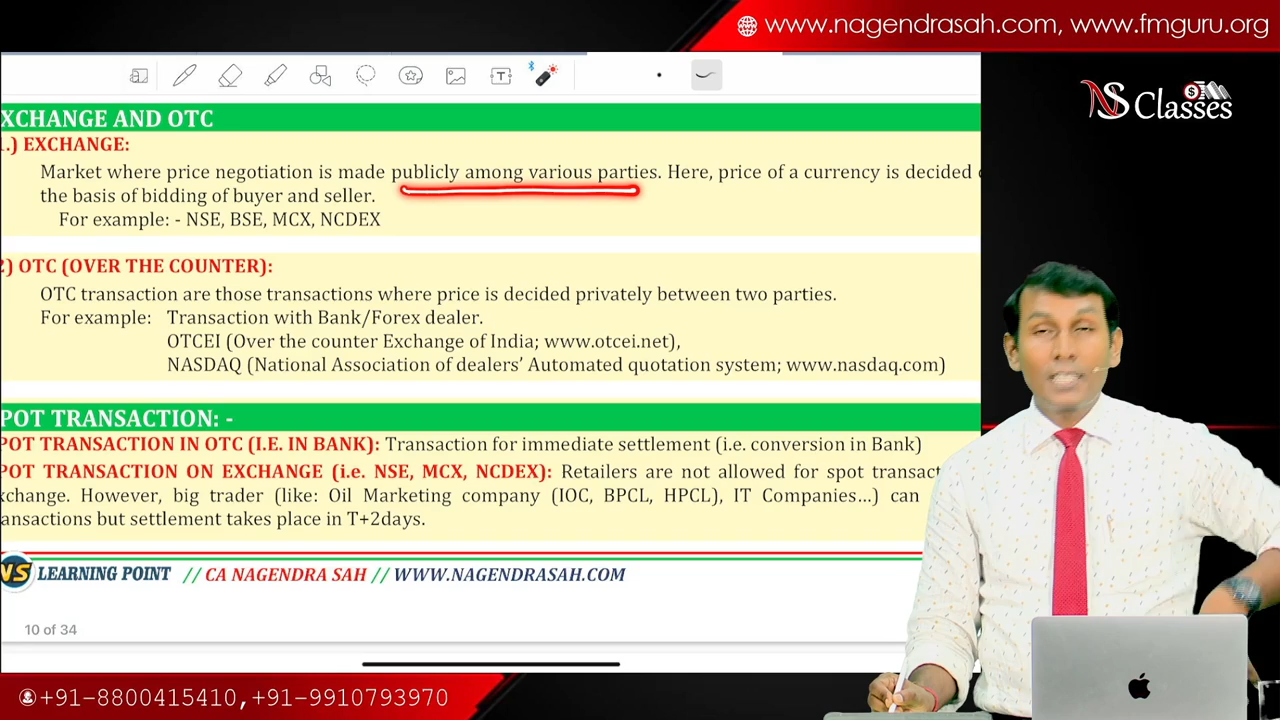 www.nagendrasah.com, www.fmguru.org
NS Classes
XCHANGE AND OTC
.) EXCHANGE:
Market where price negotiation is made publicly among various parties. Here, price of a currency is decided
the basis of bidding of buyer and seller.
For example: - NSE, BSE, MCX, NCDEX
2) OTC (OVER THE COUNTER):
OTC transaction are those transactions where price is decided privately between two parties.
For example: Transaction with Bank/Forex dealer.
OTCEI (Over the counter Exchange of India; www.otcei.net),
NASDAQ (National Association of dealers' Automated quotation system; www.nasdaq.com)
POT TRANSACTION: -
POT TRANSACTION IN OTC (I.E. IN BANK): Transaction for immediate settlement (i.e. conversion in Bank)
POT TRANSACTION ON EXCHANGE (i.e. NSE, MCX, NCDEX): Retailers are not allowed for spot transact
xchange. However, big trader (like: Oil Marketing company (IOC, BPCL, HPCL), IT Companies...) can
ansactions but settlement takes place in T+2days.
NS LEARNING POINT // CA NAGENDRA SAH // WWW.NAGENDRASAH.COM
10 of 34
+91-8800415410,+91-9910793970